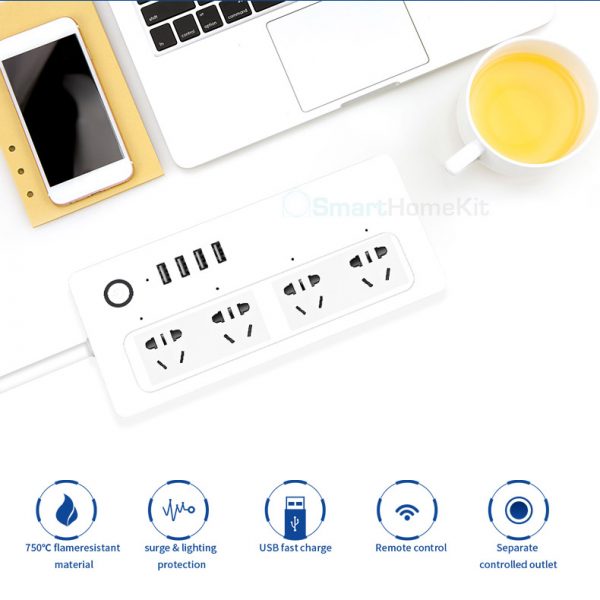 SmartHomeKit
750℃ flameresistant
material
surge & lighting
protection
USB fast charge
Remote control
Separate
controlled outlet